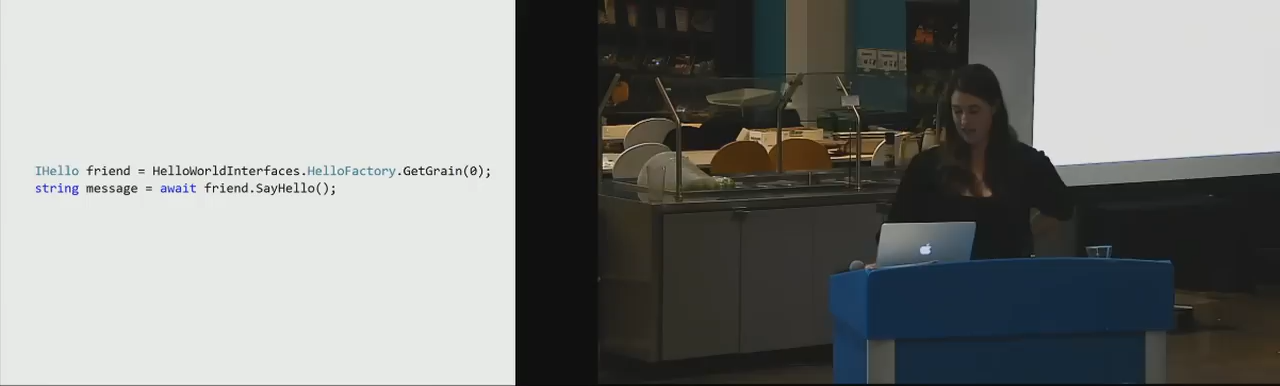 IHello friend = HelloWorldInterfaces.HelloFactory.GetGrain(0);
string message = await friend.SayHello();